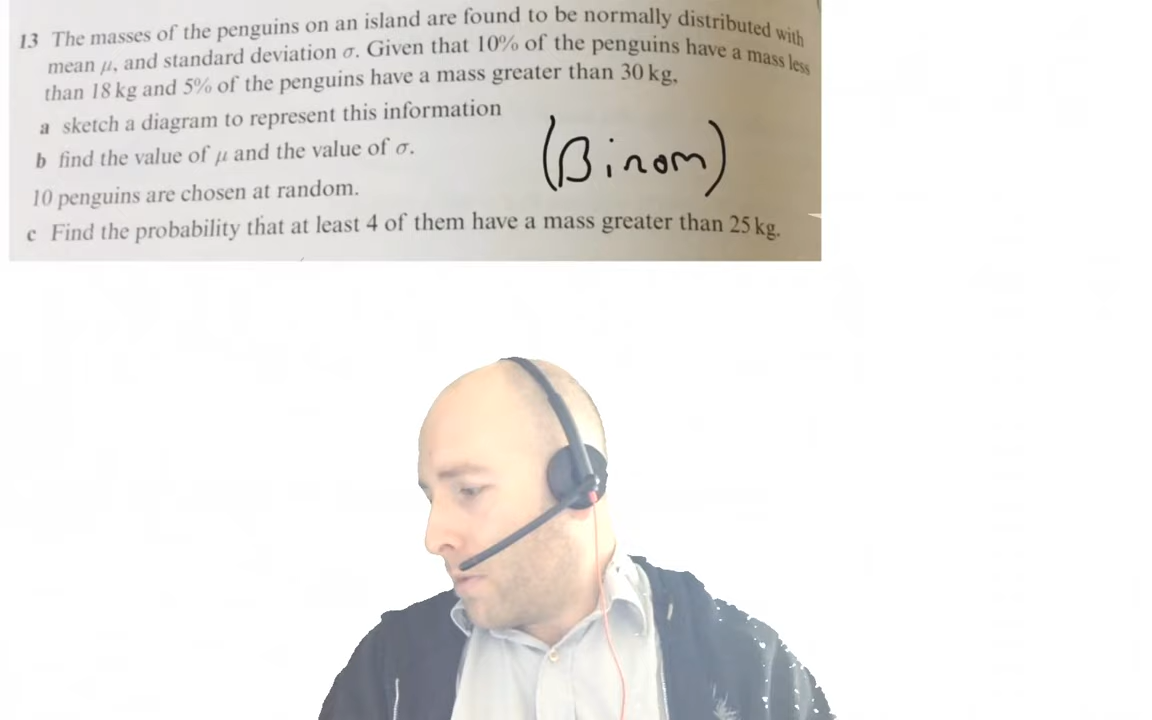 13 The masses of the penguins on an island are found to be normally distributed with
mean μ, and standard deviation σ. Given that 10% of the penguins have a mass less
than 18 kg and 5% of the penguins have a mass greater than 30 kg,
a sketch a diagram to represent this information
b find the value of μ and the value of σ.
(Binom)
10 penguins are chosen at random.
c Find the probability that at least 4 of them have a mass greater than 25 kg.